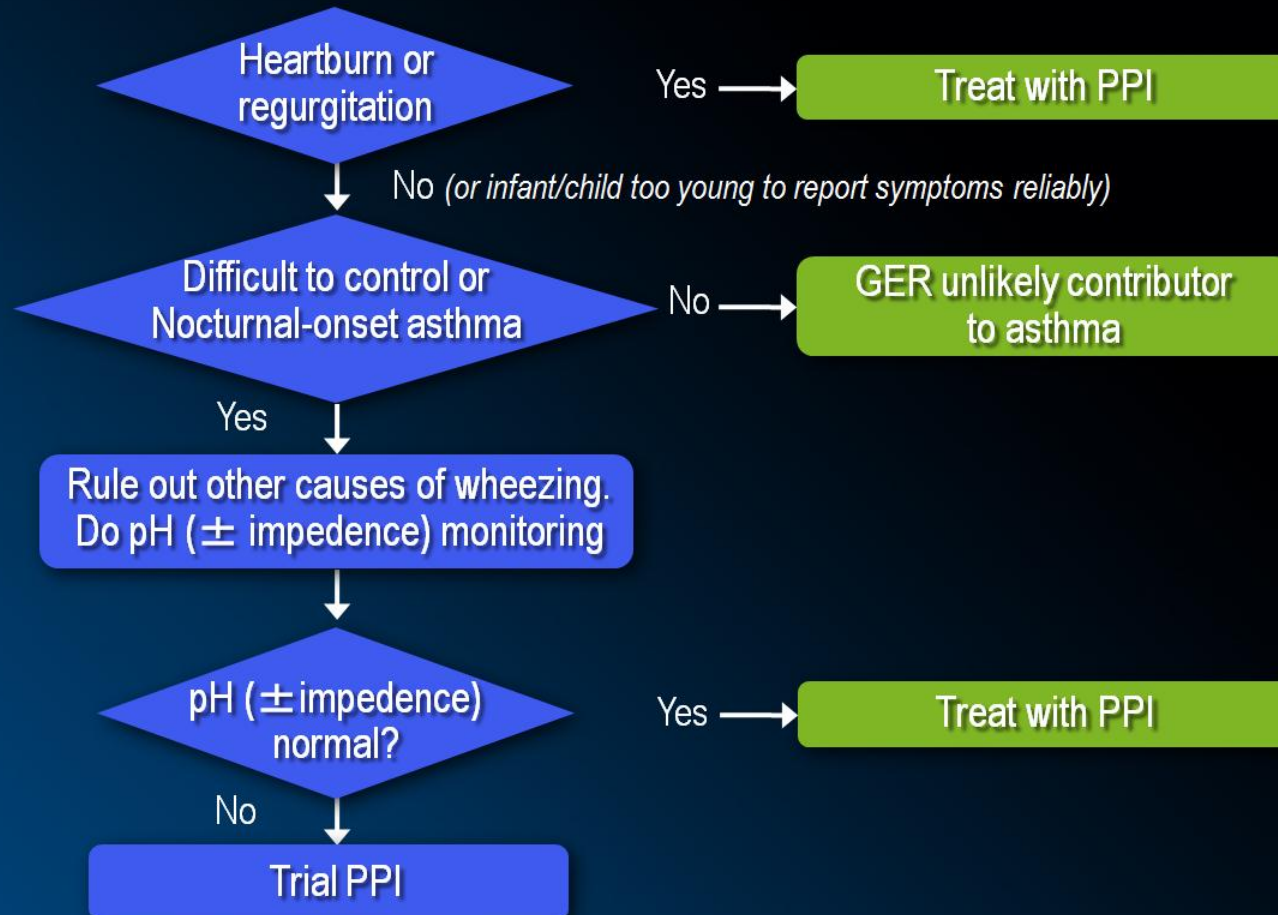 Heartburn or
regurgitation
Yes
Treat with PPI
No (or infant/child too young to report symptoms reliably)
Difficult to control or
Nocturnal-onset asthma
No
GER unlikely contributor
to asthma
Yes
Rule out other causes of wheezing.
Do pH (± impedence) monitoring
pH (±impedence)
normal?
Yes
Treat with PPI
No
Trial PPI